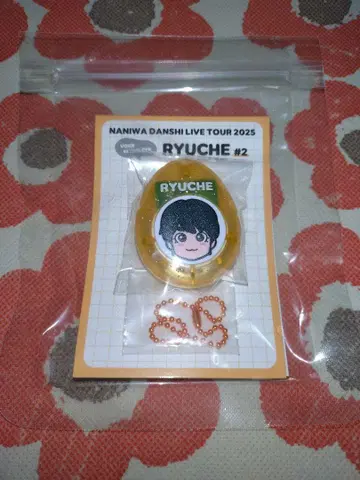 NANIWA DANSHI LIVE TOUR 2025
RYUCHE #2
RYUCHE